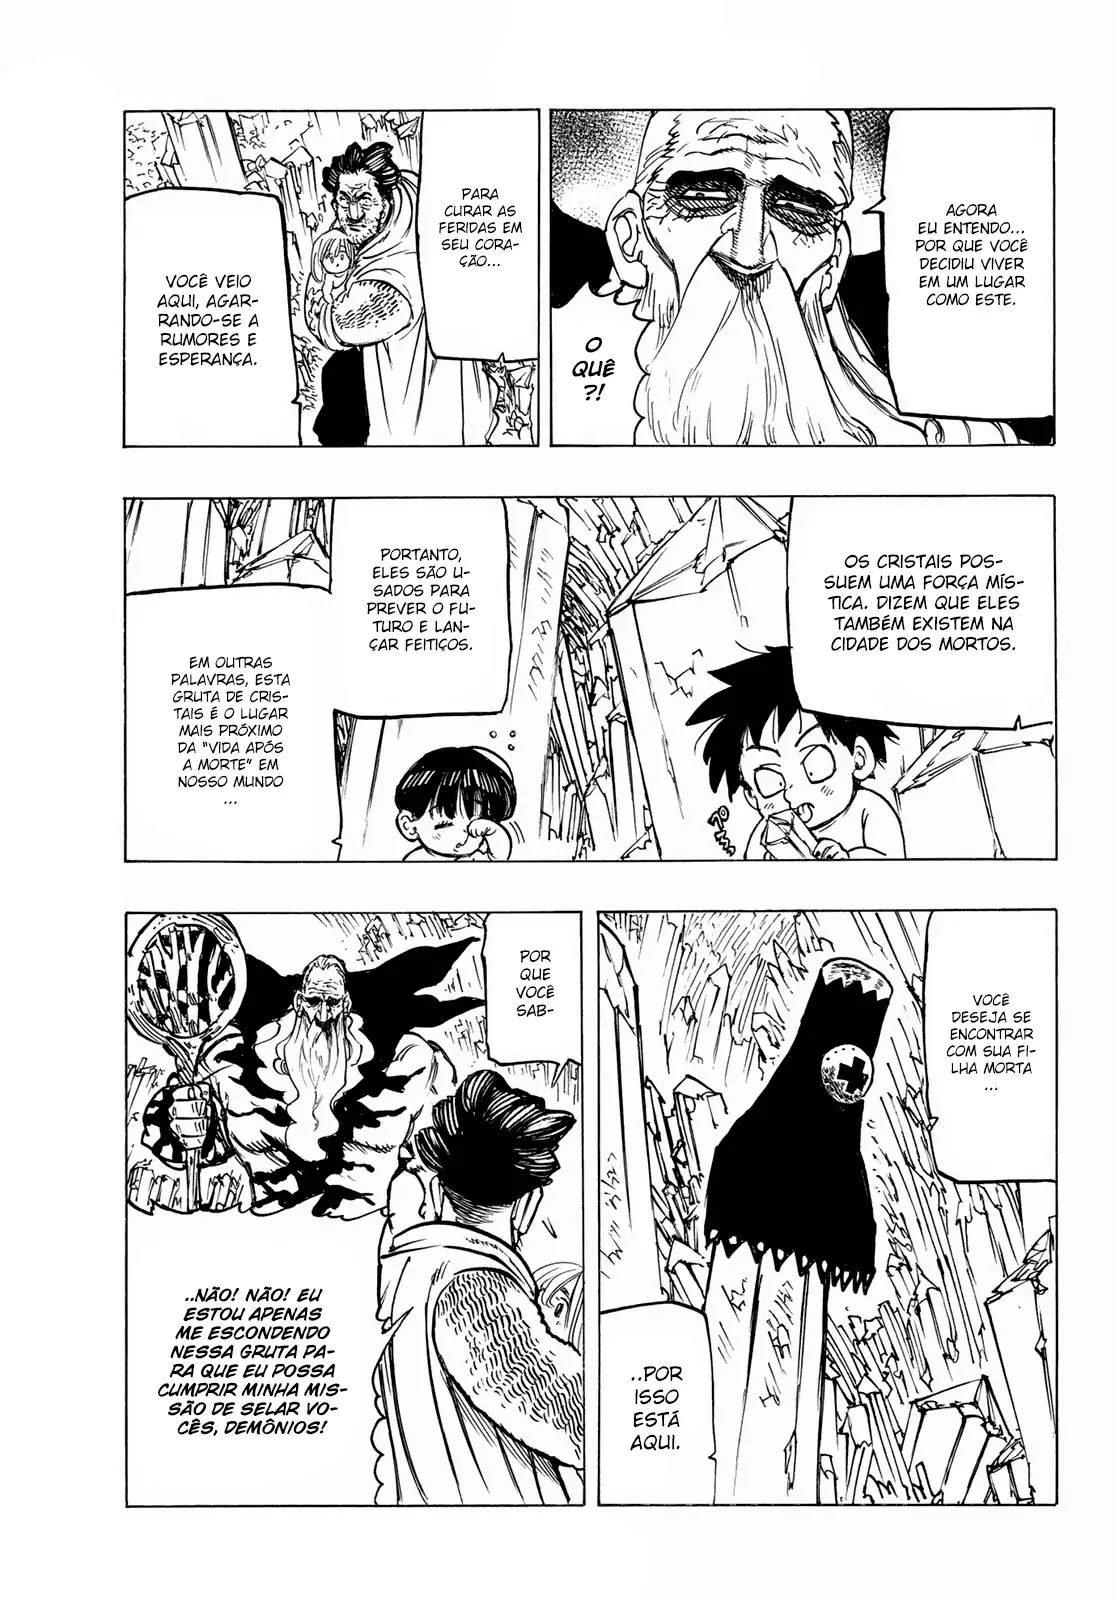 AGORA
EU ENTENDO...
POR QUE VOCÊ
DECIDIU VIVER
EM UM LUGAR
COMO ESTE.
O
QUÊ
?!
PARA
CURAR AS
FERIDAS EM
SEU CORA-
ÇÃO...
VOCÊ VEIO
AQUI, AGAR-
RANDO-SE A
RUMORES E
ESPERANÇA.
OS CRISTAIS POS-
SUEM UMA FORÇA MÍS-
TICA. DIZEM QUE ELES
TAMBÉM EXISTEM NA
CIDADE DOS MORTOS.
PORTANTO,
ELES SÃO U-
SADOS PARA
PREVER O FU-
TURO E LAN-
ÇAR FEITIÇOS.
EM OUTRAS
PALAVRAS, ESTA
GRUTA DE CRIS-
TAIS É O LUGAR
MAIS PRÓXIMO
DA "VIDA APÓS
A MORTE" EM
NOSSO MUNDO
...
VOCÊ
DESEJA SE
ENCONTRAR
COM SUA FI-
LHA MORTA
...
..POR
ISSO
ESTÁ
AQUI.
POR
QUE
VOCÊ
SAB-
..NÃO! NÃO! EU
ESTOU APENAS
ME ESCONDENDO
NESSA GRUTA PA-
RA QUE EU POSSA
CUMPRIR MINHA MIS-
SÃO DE SELAR VO-
CÊS, DEMÔNIOS!